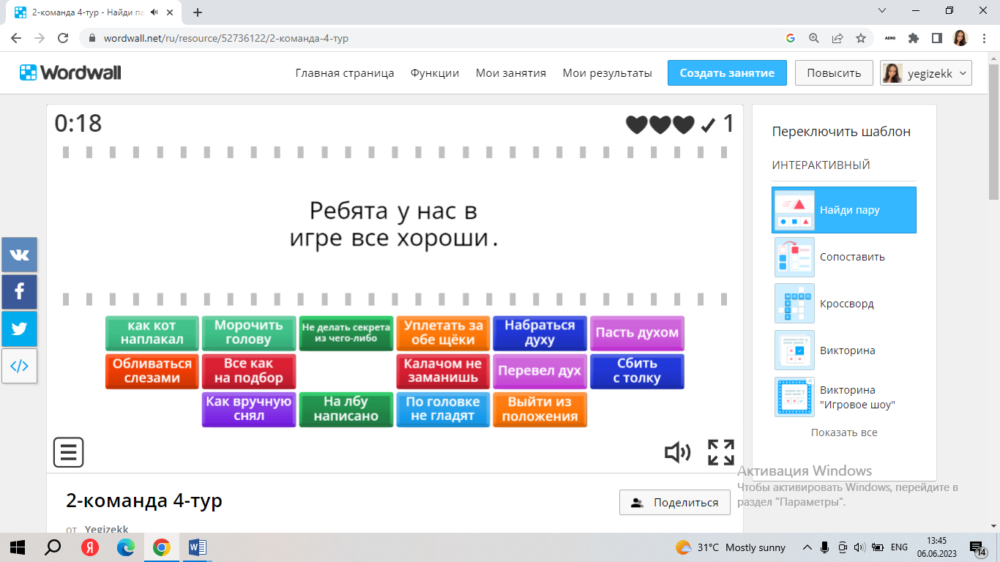 2-команда 4-тур - Найди па
wordwall.net/ru/resource/52736122/2-команда-4-тур
AERO
Wordwall
Главная страница
Функции
Мои занятия
Мои результаты
Создать занятие
Повысить
yegizekk
0:18
1
Ребята у нас в
игре все хороши.
как кот
наплакал
Морочить
голову
Не делать секрета
из чего-либо
Уплетать за
обе щёки
Набраться
духу
Пасть духом
Обливаться
слезами
Все как
на подбор
Калачом не
заманишь
Перевел дух
Сбить
с толку
Как вручную
снял
На лбу
написано
По головке
не гладят
Выйти из
положения
Переключить шаблон
ИНТЕРАКТИВНЫЙ
Найди пару
Сопоставить
Кроссворд
Викторина
Викторина
"Игровое шоу"
Показать все
2-команда 4-тур
Поделиться
от Yegizekk
Активация Windows
Чтобы активировать Windows, перейдите в
раздел "Параметры".
31°C Mostly sunny
ENG
13:45
06.06.2023
14